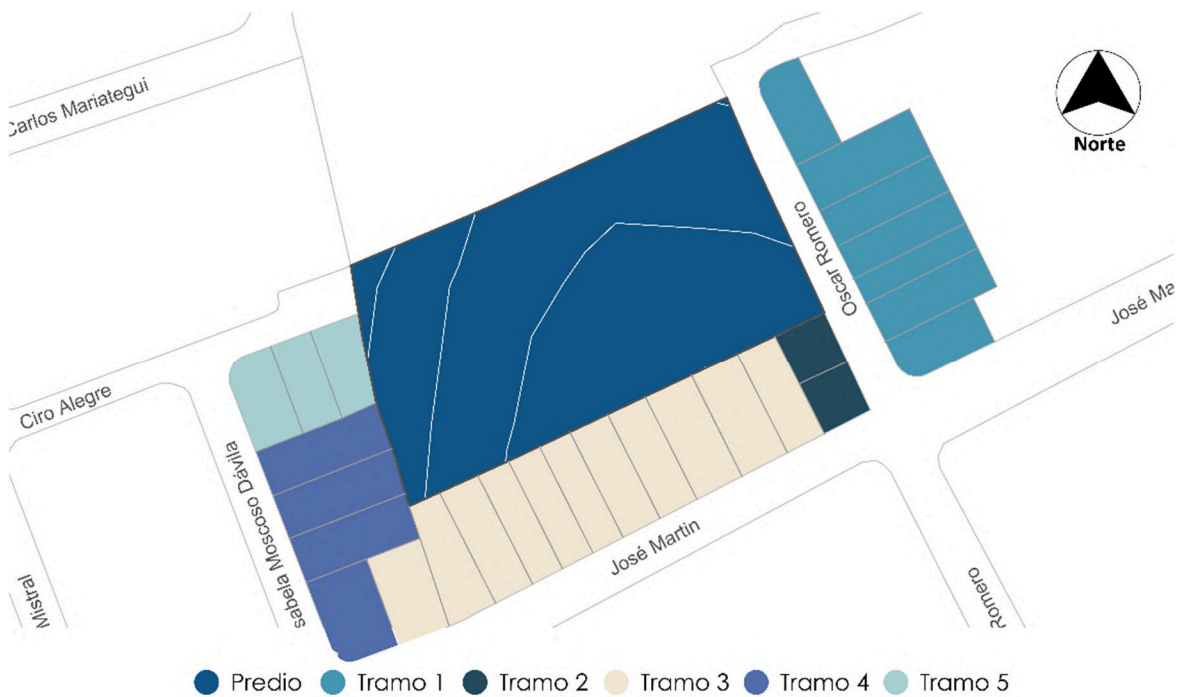 Carlos Mariategui
Norte
Oscar Romero
José Ma
Ciro Alegre
sabela Moscoso Dávila
José Martin
Mistral
Romero
Predio
Tramo 1
Tramo 2
Tramo 3
Tramo 4
Tramo 5